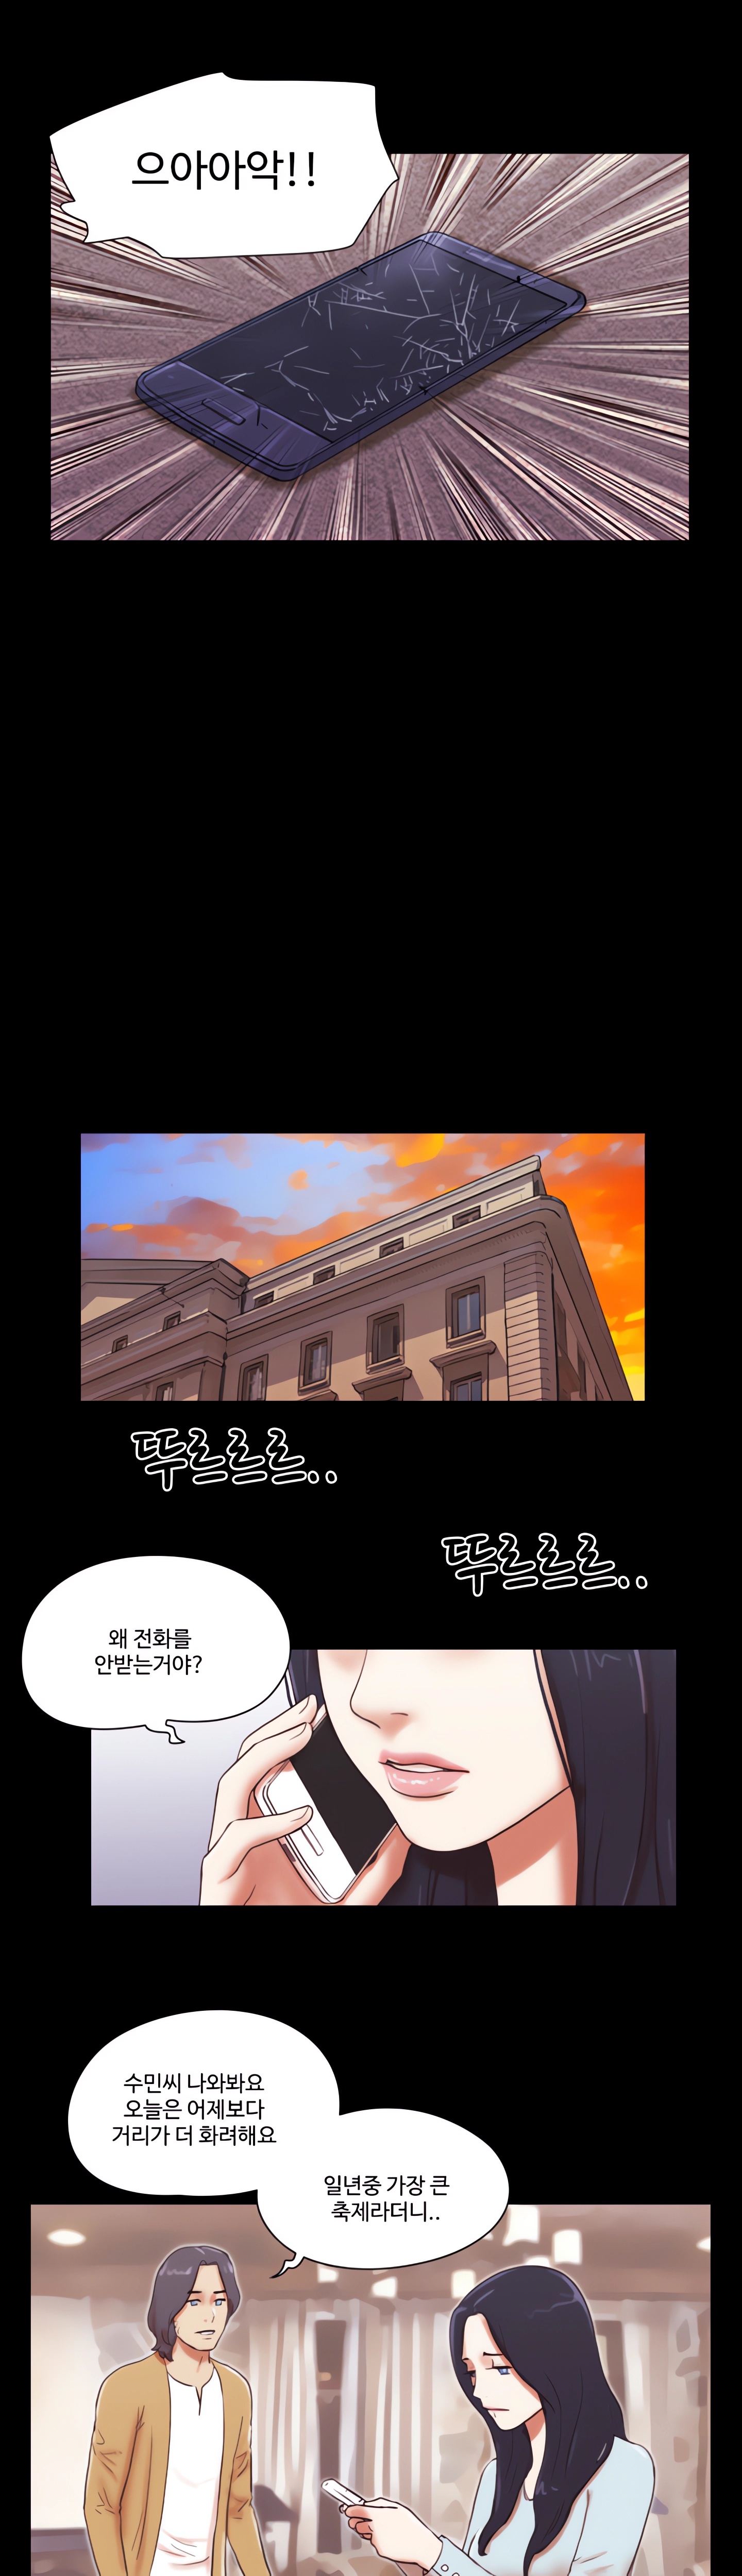 으아아악!!
뚜르르르..
뚜르르르..
왜 전화를
안받는거야?
수민씨 나와봐요
오늘은 어제보다
거리가 더 화려해요
일년중 가장 큰
축제라더니..